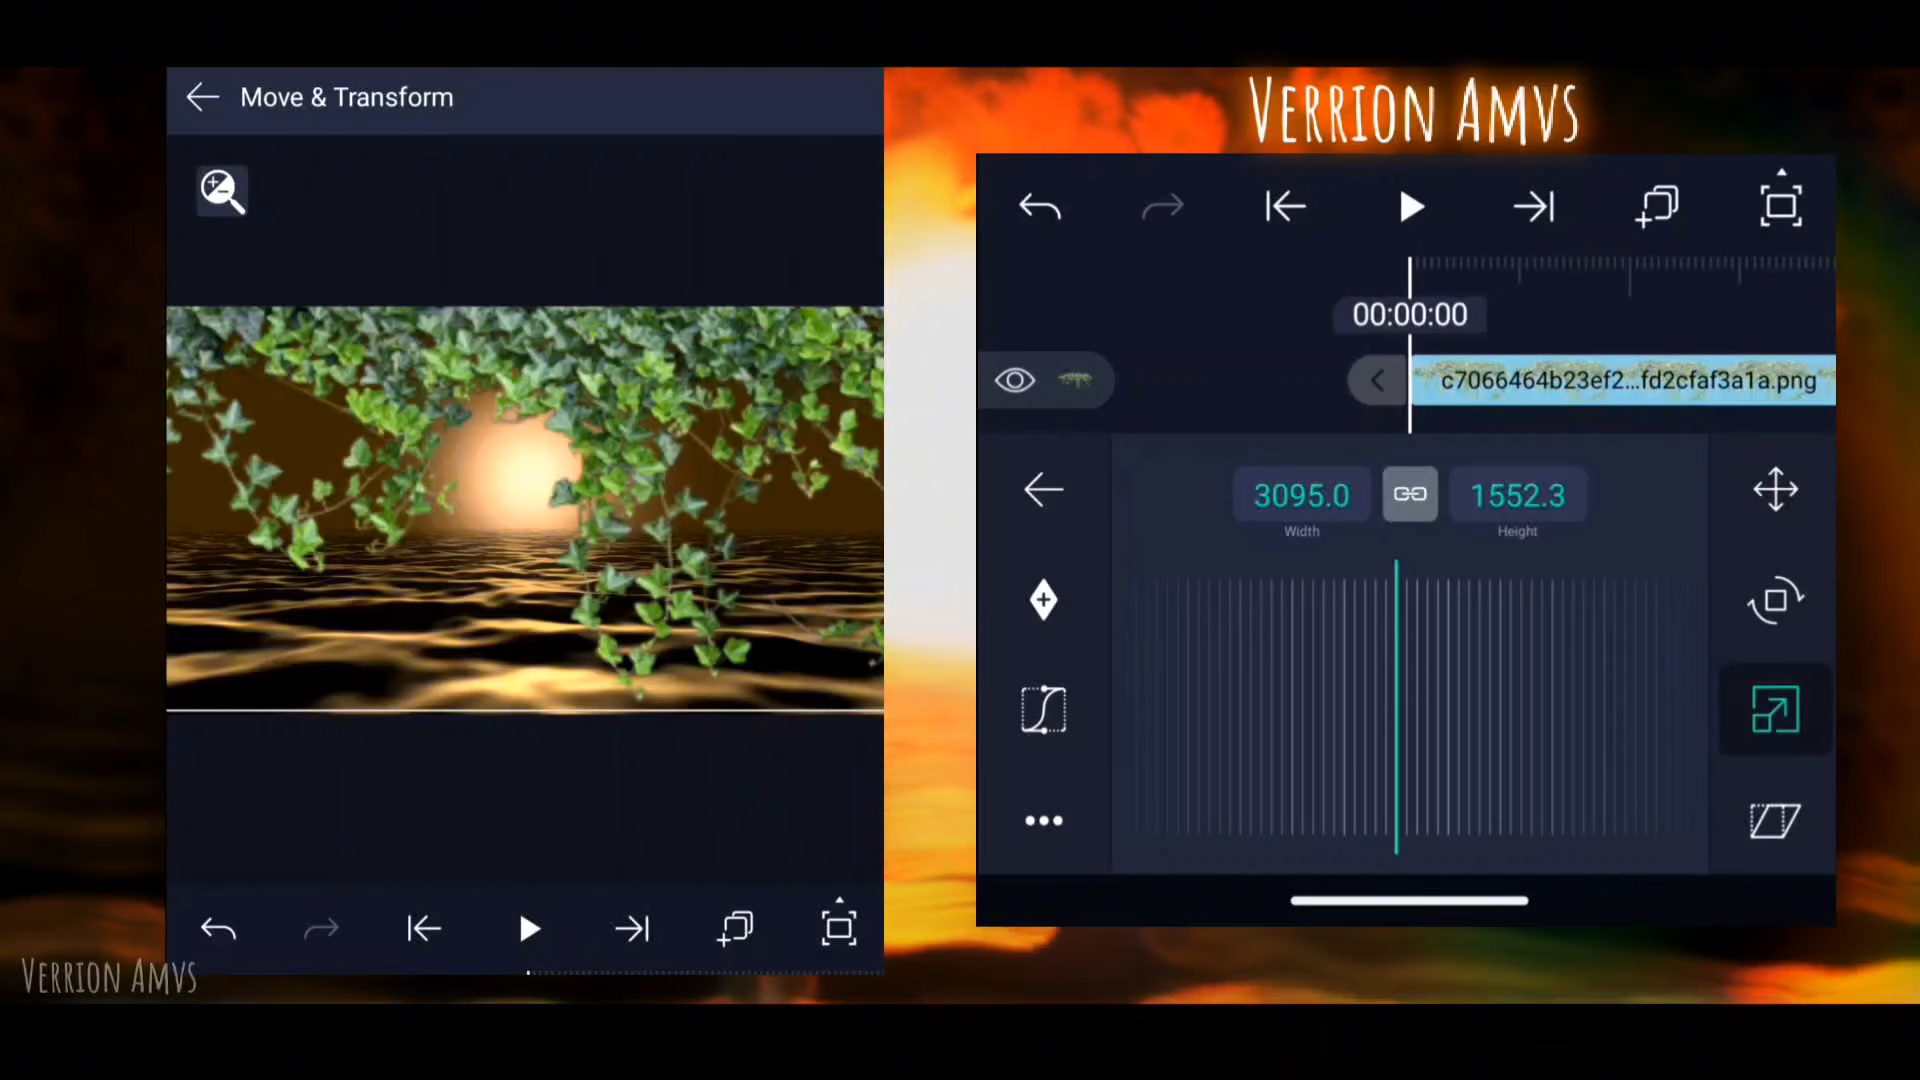 Move & Transform
VERRION AMVS
00:00:00
c7066464b23ef2...fd2cfaf3a1a.png
3095.0 1552.3
Width Height
VERRION AMVS